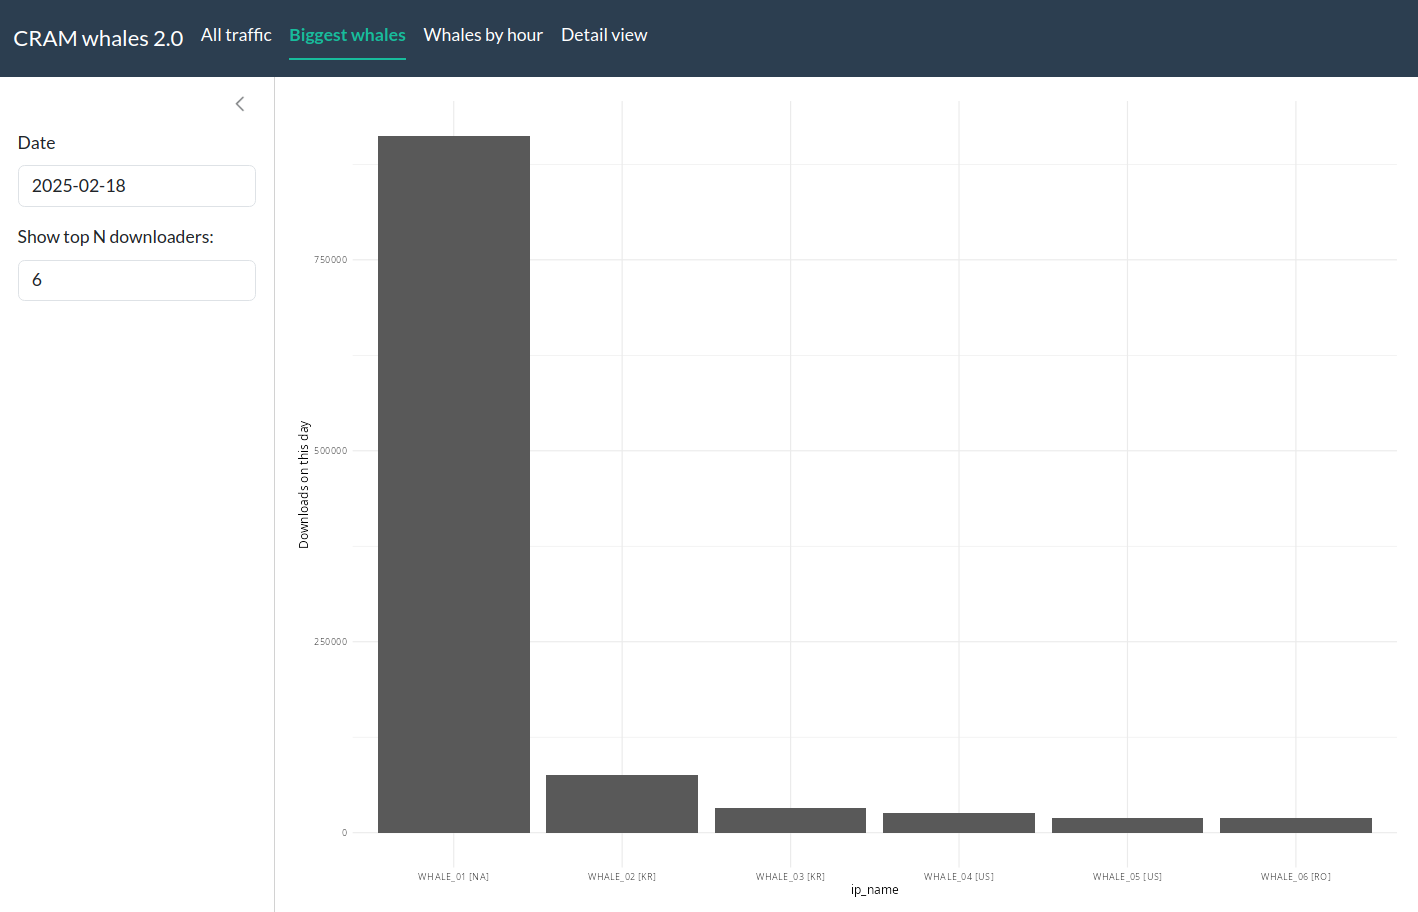 CRAM whales 2.0 All traffic Biggest whales Whales by hour Detail view
Date
2025-02-18
Show top N downloaders:
6
Downloads on this day
750000
500000
250000
0
WHALE_01 [NA] WHALE_02 [KR] WHALE_03 [KR] WHALE_04 [US] WHALE_05 [US] WHALE_06 [RO]
ip_name